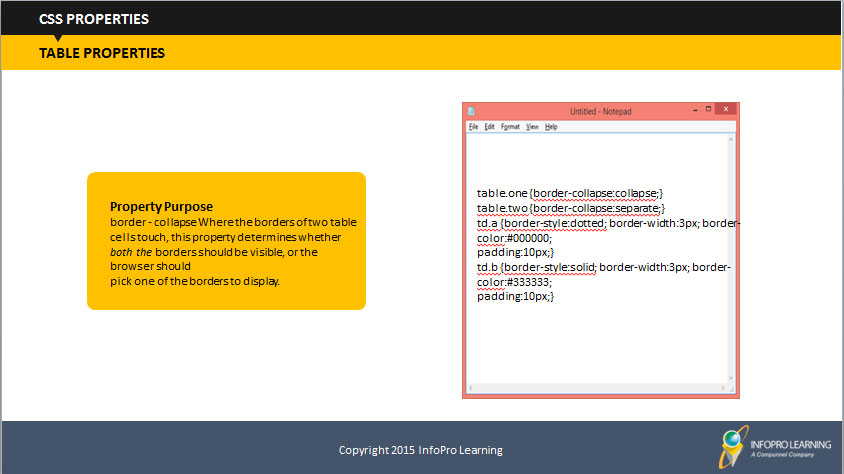 CSS PROPERTIES
TABLE PROPERTIES
Property Purpose
border - collapse Where the borders of two table
cells touch, this property determines whether
both the borders should be visible, or the
browser should
pick one of the borders to display.
Untitled - Notepad
File Edit Format View Help
table.one {border-collapse:collapse;}
table.two {border-collapse:separate;}
td.a {border-style:dotted; border-width:3px; border-
color:#000000;
padding:10px;}
td.b {border-style:solid; border-width:3px; border-
color:#333333;
padding:10px;}
Copyright 2015 InfoPro Learning
INFOPRO LEARNING
A Compunnel Company